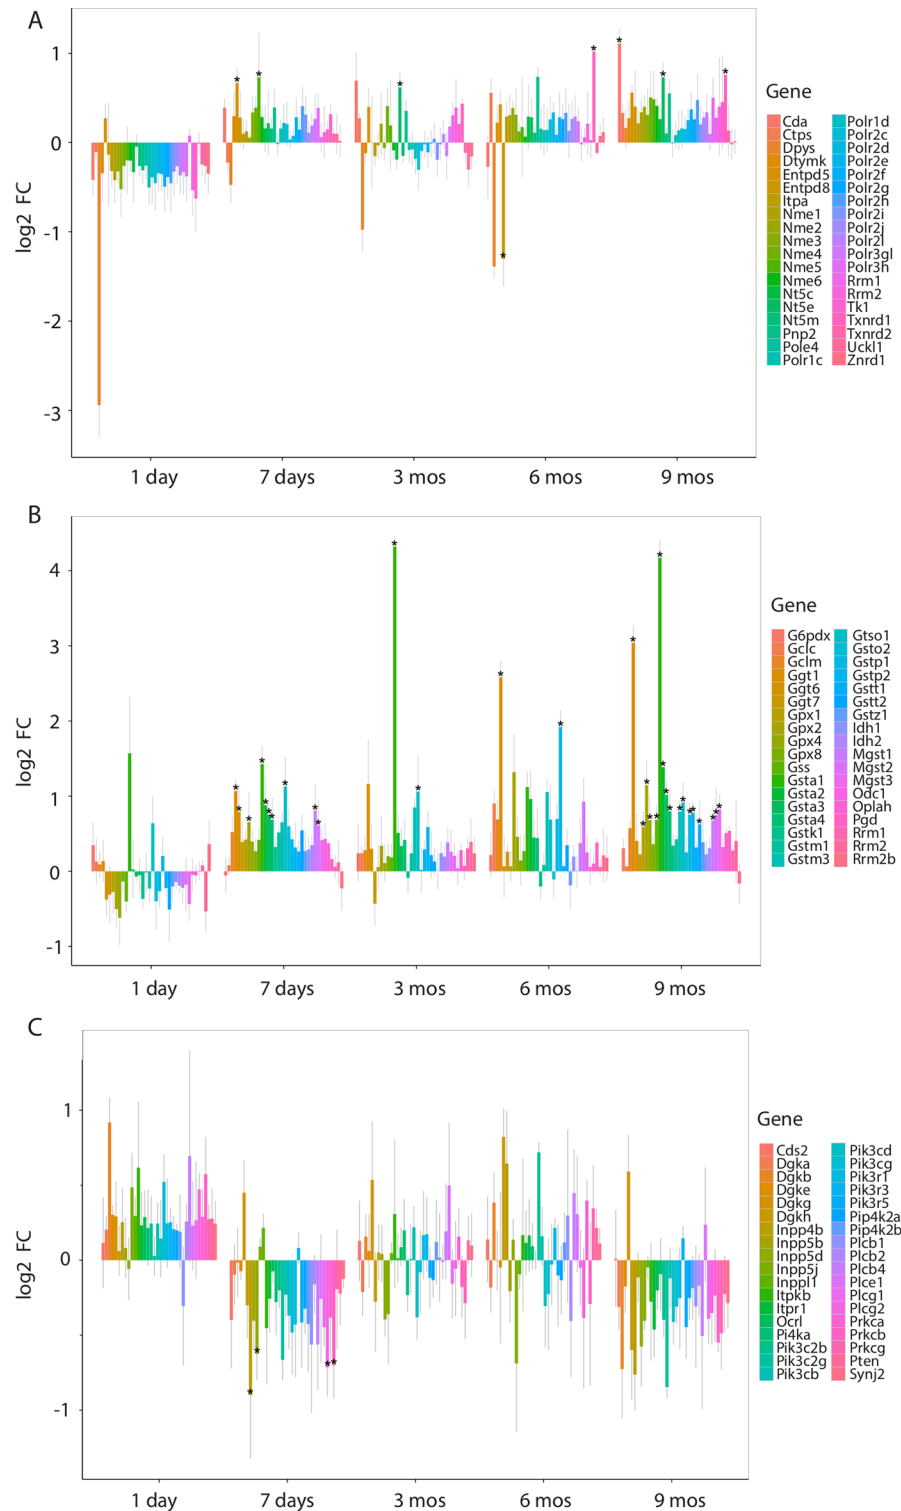 A
log2 FC
1
0
-1
-2
-3
1 day
7 days
3 mos
6 mos
9 mos
Gene
Cda
Ctps
Dpys
Dtymk
Entpd5
Entpd8
Itpa
Nme1
Nme2
Nme3
Nme4
Nme5
Nme6
Nt5c
Nt5e
Nt5m
Pnp2
Pole4
Polr1c
Polr1d
Polr2c
Polr2d
Polr2e
Polr2f
Polr2g
Polr2h
Polr2i
Polr2j
Polr2l
Polr3gl
Polr3h
Rrm1
Rrm2
Tk1
Txnrd1
Txnrd2
Uckl1
Znrd1
B
log2 FC
4
3
2
1
0
-1
1 day
7 days
3 mos
6 mos
9 mos
Gene
G6pdx
Gclc
Gclm
Ggt1
Ggt6
Ggt7
Gpx1
Gpx2
Gpx4
Gpx8
Gss
Gsta1
Gsta2
Gsta3
Gsta4
Gstk1
Gstm1
Gstm3
Gtso1
Gsto2
Gstp1
Gstp2
Gstt1
Gstt2
Gstz1
Idh1
Idh2
Mgst1
Mgst2
Mgst3
Odc1
Oplah
Pgd
Rrm1
Rrm2
Rrm2b
C
log2 FC
1
0
-1
1 day
7 days
3 mos
6 mos
9 mos
Gene
Cds2
Dgka
Dgkb
Dgke
Dgkg
Dgkh
Inpp4b
Inpp5b
Inpp5d
Inpp5j
Inppl1
Itpkb
Itpr1
Ocrl
Pi4ka
Pik3c2b
Pik3c2g
Pik3cb
Pik3cd
Pik3cg
Pik3r1
Pik3r3
Pik3r5
Pip4k2a
Pip4k2b
Plcb1
Plcb2
Plcb4
Plce1
Plcg1
Plcg2
Prkca
Prkcb
Prkcg
Pten
Synj2